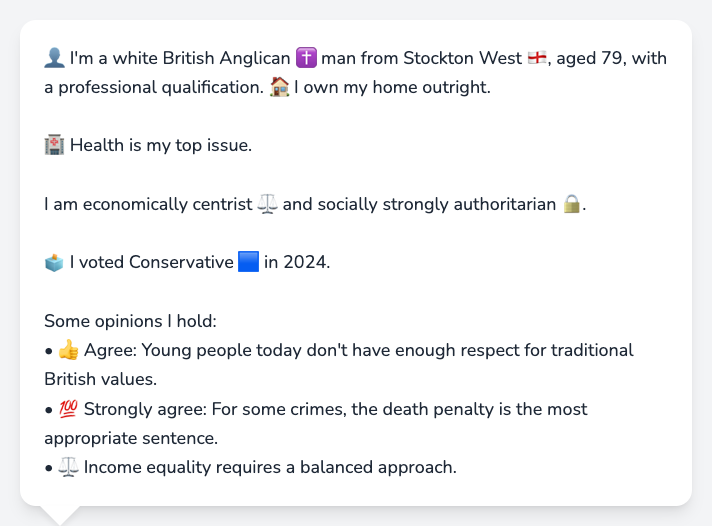 👤 I'm a white British Anglican ✝️ man from Stockton West 🏴󠁧󠁢󠁥󠁮󠁧󠁿, aged 79, with
a professional qualification. 🏠 I own my home outright.
🏥 Health is my top issue.
I am economically centrist ⚖️ and socially strongly authoritarian 🔒.
🗳️ I voted Conservative 🟦 in 2024.
Some opinions I hold:
• 👍 Agree: Young people today don't have enough respect for traditional
British values.
• 💯 Strongly agree: For some crimes, the death penalty is the most
appropriate sentence.
• ⚖️ Income equality requires a balanced approach.